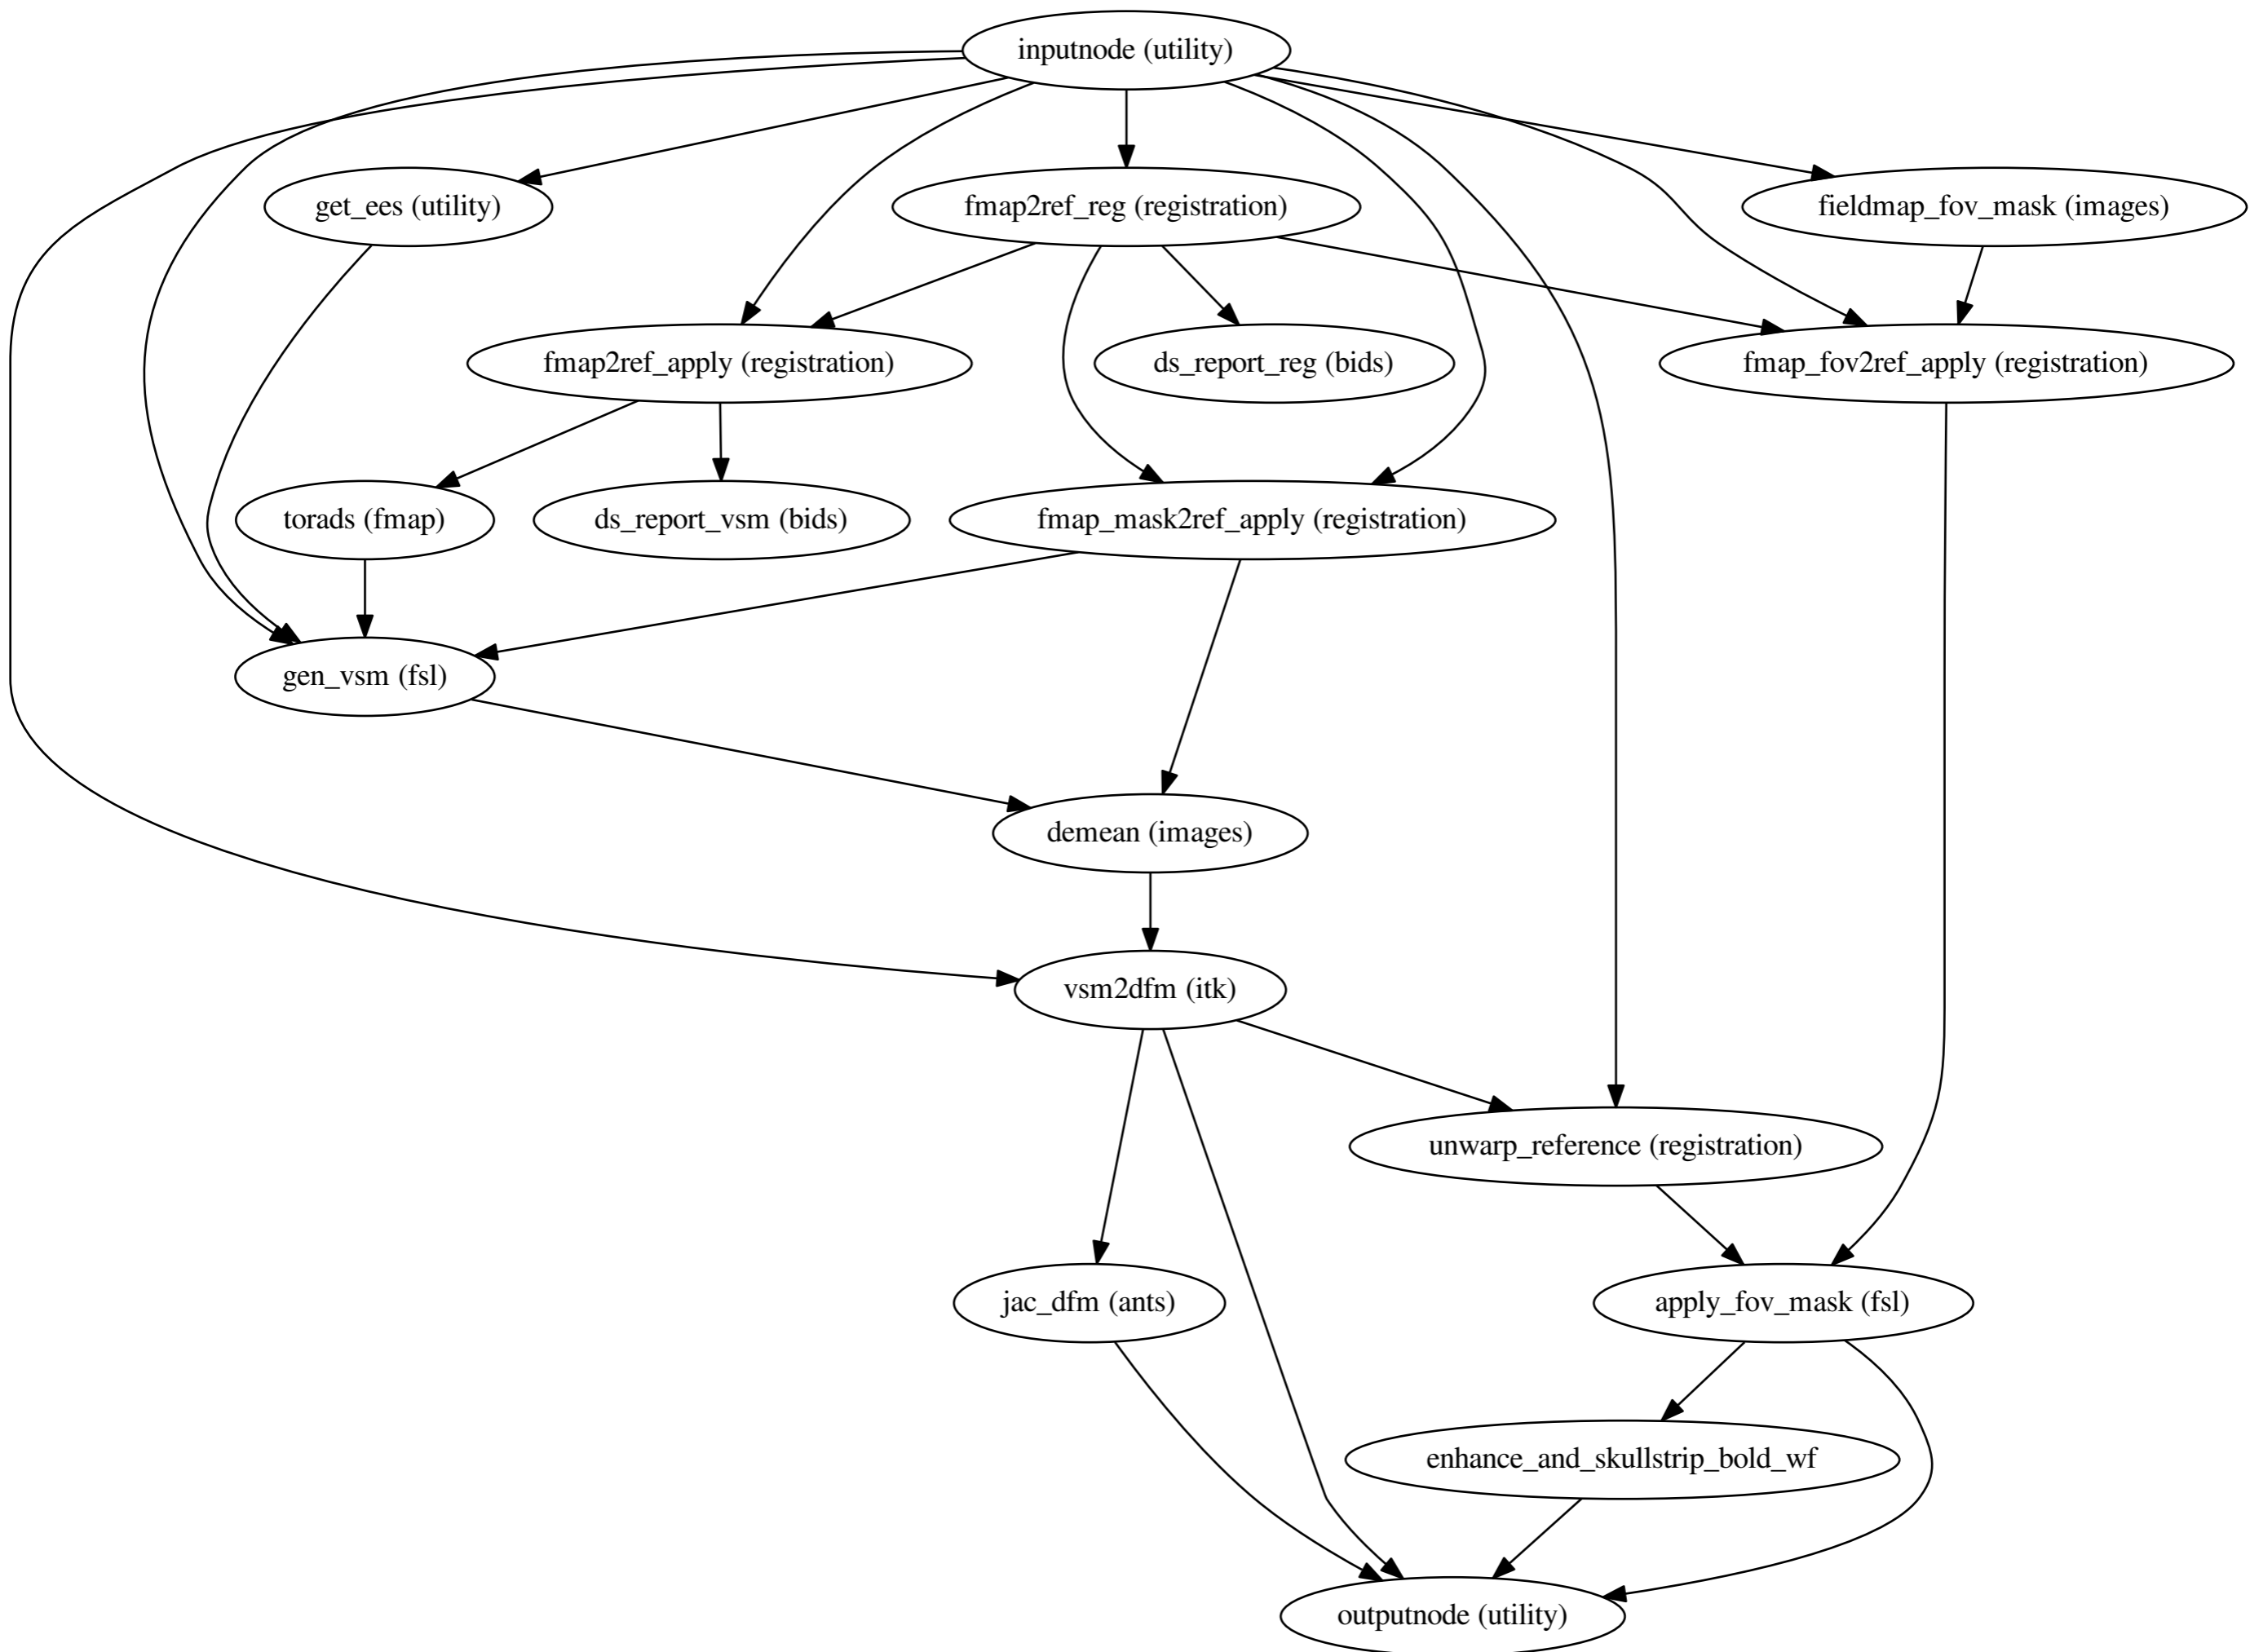 inputnode (utility)
get_ees (utility)
fmap2ref_reg (registration)
fieldmap_fov_mask (images)
fmap2ref_apply (registration)
ds_report_reg (bids)
fmap_fov2ref_apply (registration)
torads (fmap)
ds_report_vsm (bids)
fmap_mask2ref_apply (registration)
gen_vsm (fsl)
demean (images)
vsm2dfm (itk)
unwarp_reference (registration)
jac_dfm (ants)
apply_fov_mask (fsl)
enhance_and_skullstrip_bold_wf
outputnode (utility)